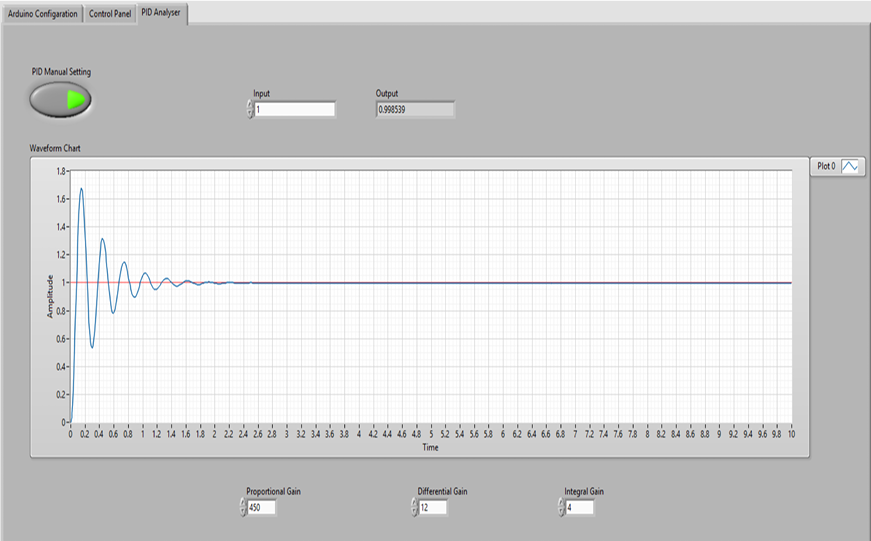 Arduino Configaration Control Panel PID Analyser
PID Manual Setting
Input Output
1 0.998539
Waveform Chart
Plot 0
1.8
1.6
1.4
1.2
1
0.8
0.6
0.4
0.2
0
Amplitude
0 0.2 0.4 0.6 0.8 1 1.2 1.4 1.6 1.8 2 2.2 2.4 2.6 2.8 3 3.2 3.4 3.6 3.8 4 4.2 4.4 4.6 4.8 5 5.2 5.4 5.6 5.8 6 6.2 6.4 6.6 6.8 7 7.2 7.4 7.6 7.8 8 8.2 8.4 8.6 8.8 9 9.2 9.4 9.6 9.8 10
Time
Proportional Gain Differential Gain Integral Gain
450 12 4